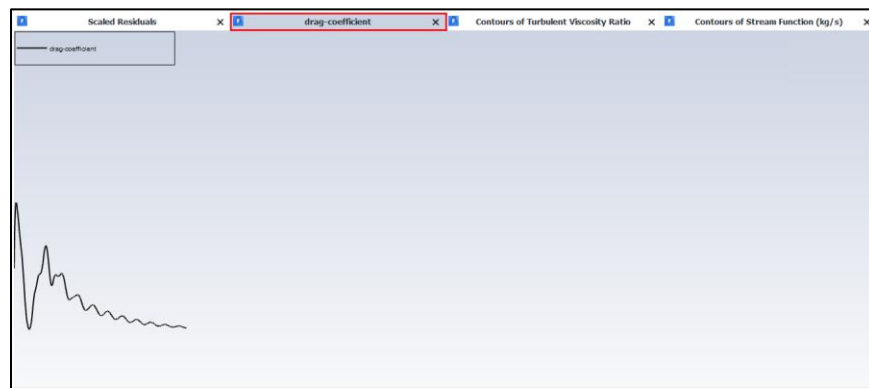 Scaled Residuals
drag-coefficient
Contours of Turbulent Viscosity Ratio
Contours of Stream Function (kg/s)
drag-coefficient